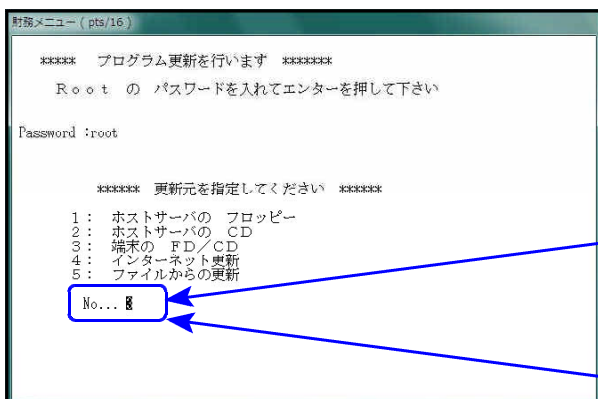 財務メニュー ( pts/16 )
***** プログラム更新を行います *******
Ｒｏｏｔ の パスワードを入れてエンターを押して下さい
Password :root
****** 更新元を指定してください ******
１： ホストサーバの フロッピー
２： ホストサーバの ＣＤ
３： 端末の ＦＤ／ＣＤ
４： インターネット更新
５： ファイルからの更新
No...